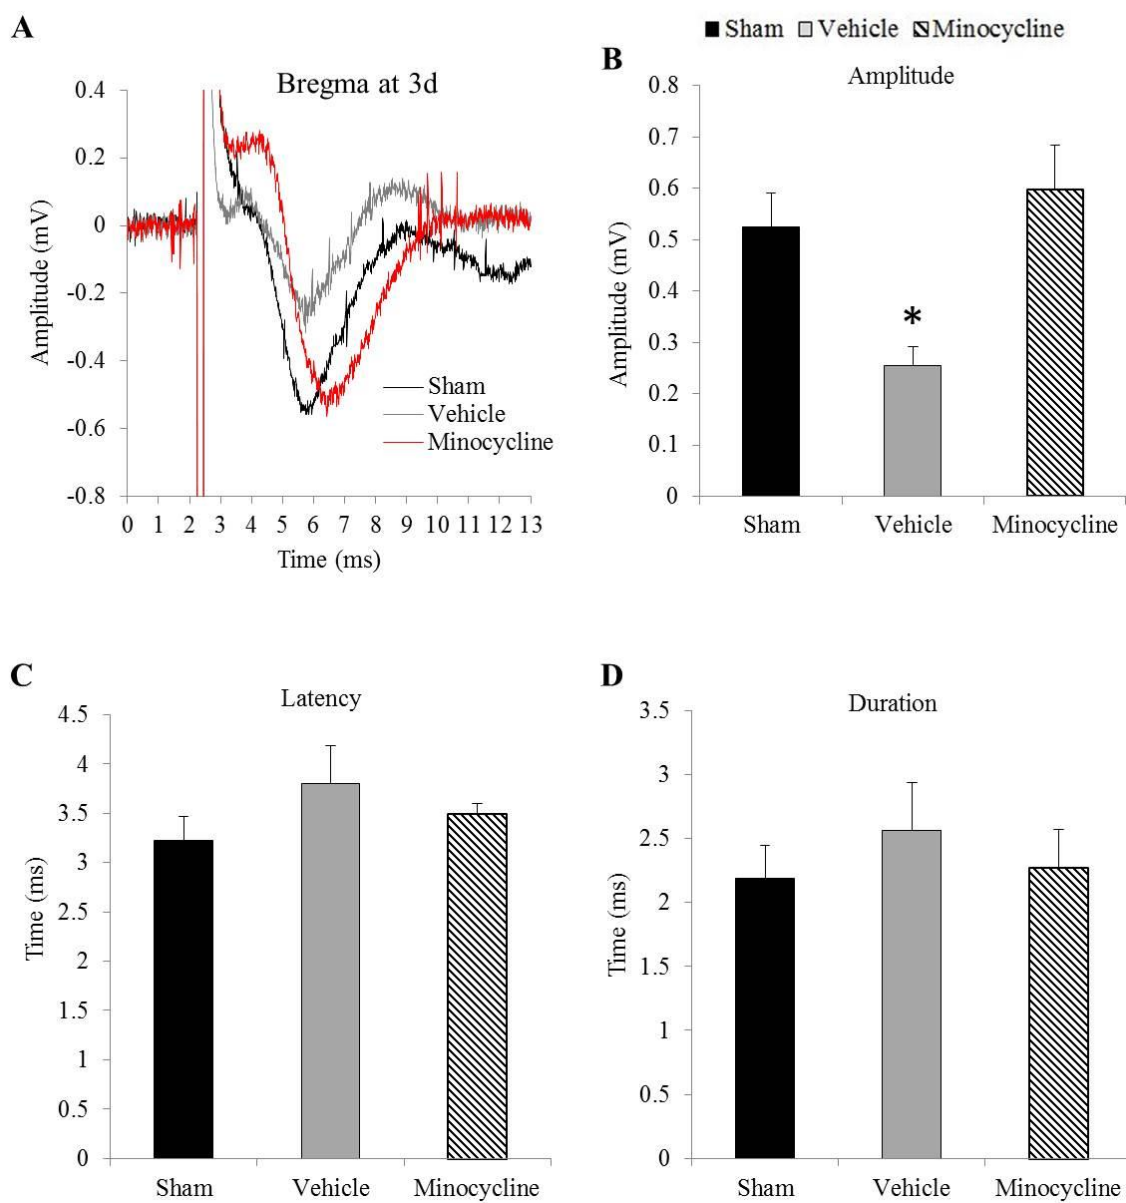 A
Bregma at 3d
0.4
0.2
0
-0.2
-0.4
-0.6
-0.8
Amplitude (mV)
Sham
Vehicle
Minocycline
0 1 2 3 4 5 6 7 8 9 10 11 12 13
Time (ms)
Sham Vehicle Minocycline
B
Amplitude
0.8
0.7
0.6
0.5
0.4
0.3
0.2
0.1
0
Amplitude (mV)
*
Sham Vehicle Minocycline
C
Latency
4.5
4
3.5
3
2.5
2
1.5
1
0.5
0
Time (ms)
Sham Vehicle Minocycline
D
Duration
3.5
3
2.5
2
1.5
1
0.5
0
Time (ms)
Sham Vehicle Minocycline